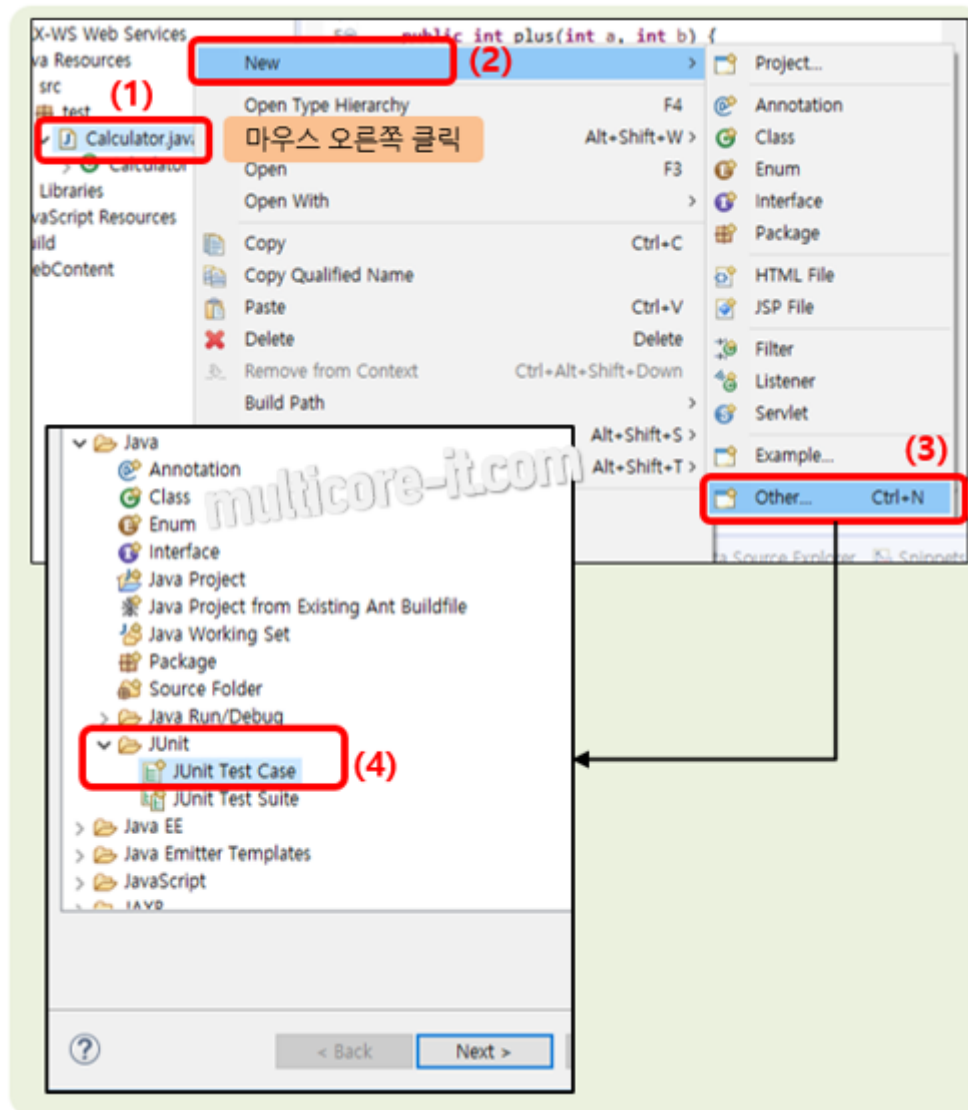 X-WS Web Services
va Resources
src
(1)
test
Calculator.java
Calculator
Libraries
vaScript Resources
uild
ebContent
public int plus(int a, int b) {
New
(2)
마우스 오른쪽 클릭
Open Type Hierarchy F4
Alt+Shift+W >
Open F3
Open With >
Copy Ctrl+C
Copy Qualified Name
Paste Ctrl+V
Delete Delete
Remove from Context Ctrl+Alt+Shift+Down
Build Path >
Alt+Shift+S >
Alt+Shift+T >
Project...
Annotation
Class
Enum
Interface
Package
HTML File
JSP File
Filter
Listener
Servlet
Example...
(3)
Other... Ctrl+N
ta Source Explorer Snippets
multicore-it.com
Java
Annotation
Class
Enum
Interface
Java Project
Java Project from Existing Ant Buildfile
Java Working Set
Package
Source Folder
Java Run/Debug
JUnit
JUnit Test Case
(4)
JUnit Test Suite
Java EE
Java Emitter Templates
JavaScript
JAXB
?
< Back
Next >